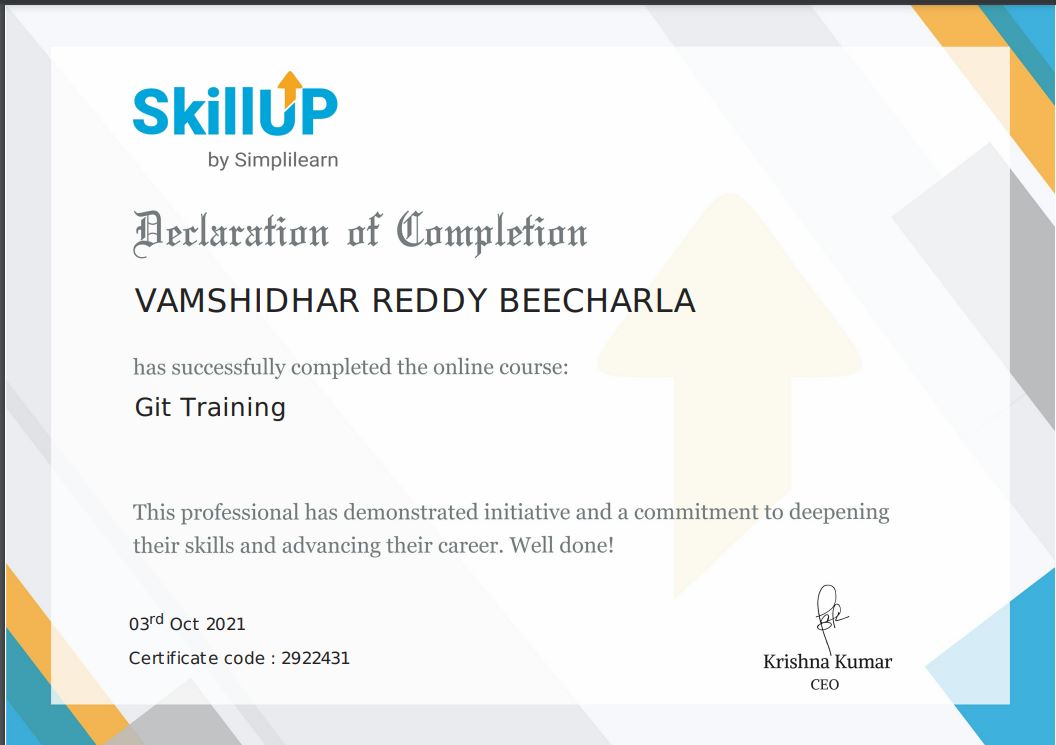 SkillUP
by Simplilearn
Declaration of Completion
VAMSHIDHAR REDDY BEECHARLA
has successfully completed the online course:
Git Training
This professional has demonstrated initiative and a commitment to deepening
their skills and advancing their career. Well done!
03rd Oct 2021
Certificate code : 2922431
Krishna Kumar
CEO